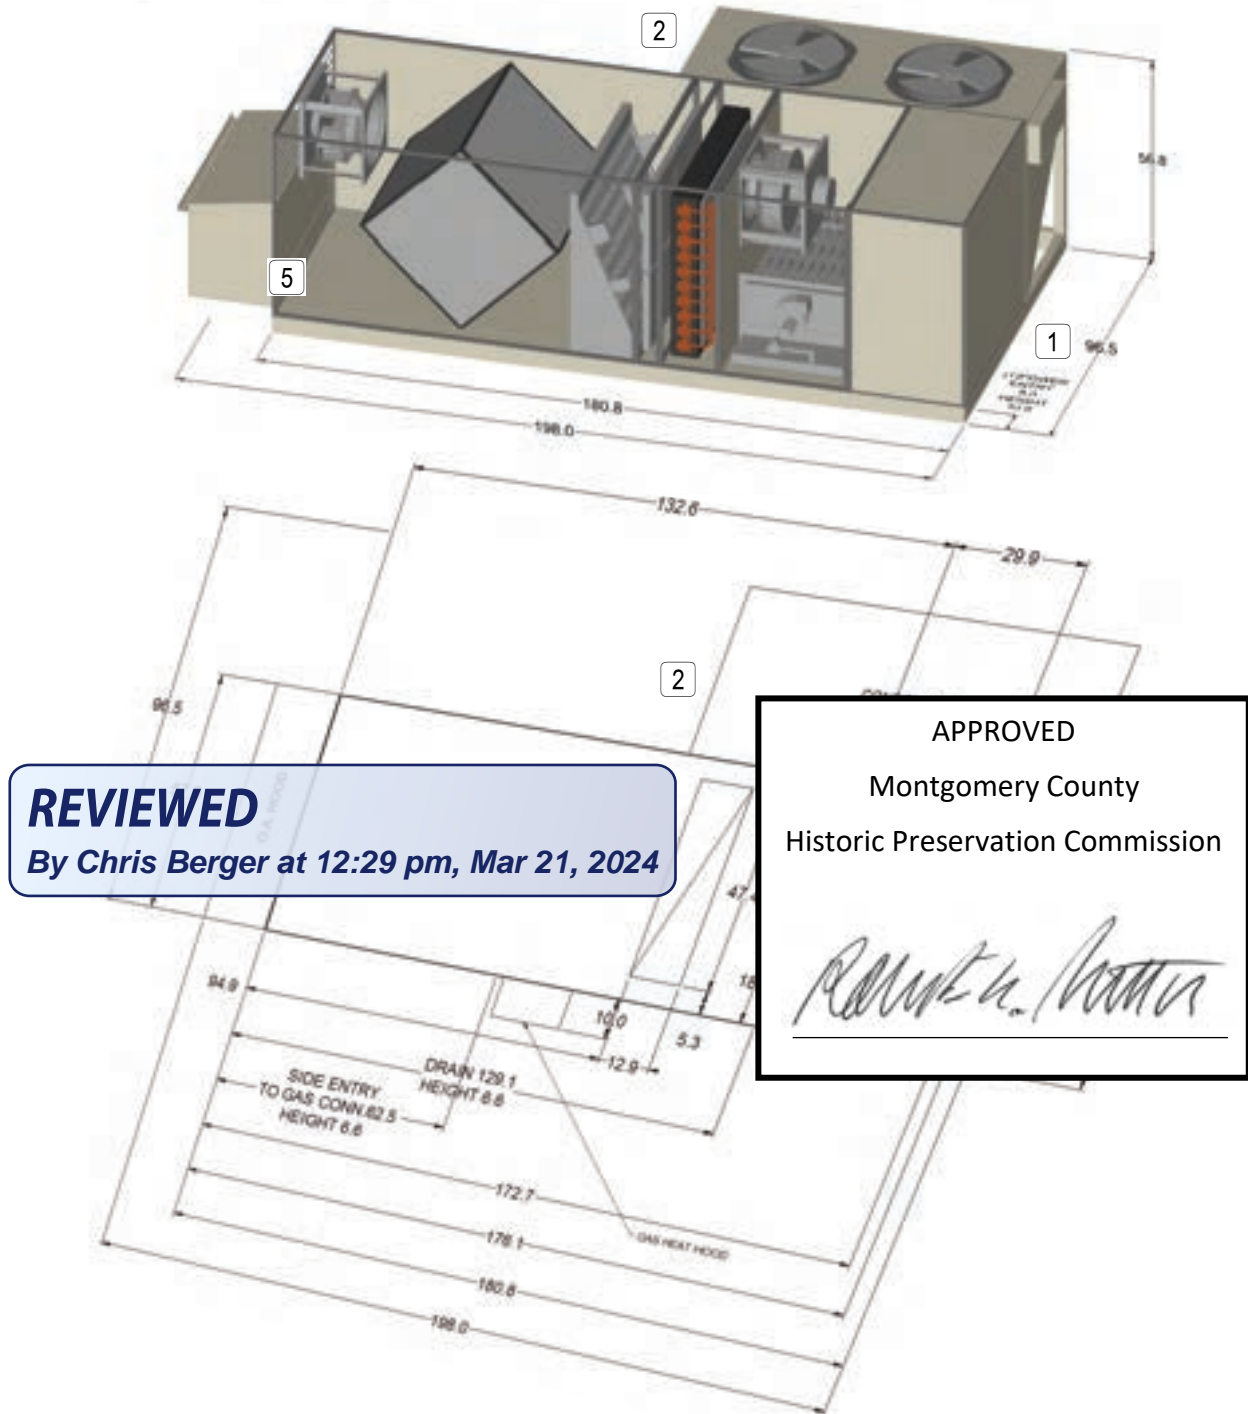 2
56.8
5
1
96.5
180.8
198.0
132.6
29.9
2
96.5
O.A. HOOD
REVIEWED
By Chris Berger at 12:29 pm, Mar 21, 2024
APPROVED
Montgomery County
Historic Preservation Commission
94.9
10.0
5.3
12.9
DRAIN 129.1
HEIGHT 8.6
SIDE ENTRY
TO GAS CONN.62.5
HEIGHT 6.6
172.7
GAS HEAT HOOD
178.1
180.8
198.0